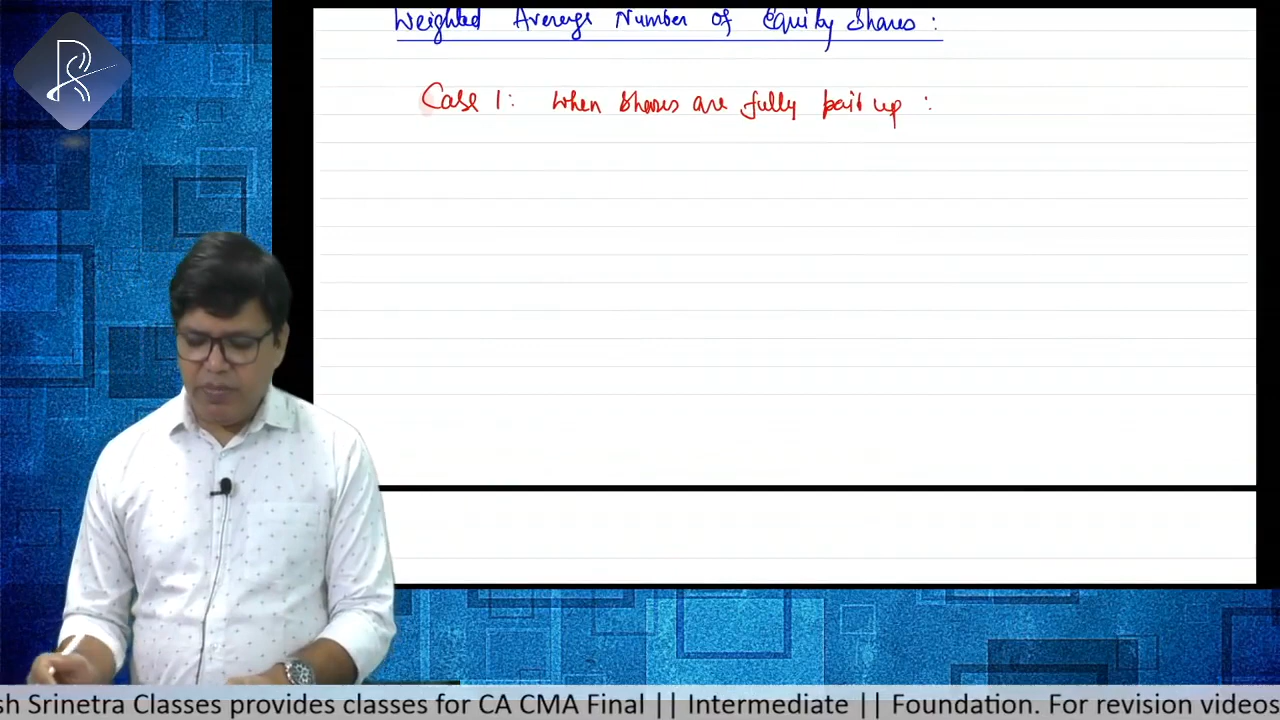 Weighted Average Number of Equity Shares :
RS
Case 1: When shares are fully paid up :
sh Srinetra Classes provides classes for CA CMA Final || Intermediate || Foundation. For revision videos